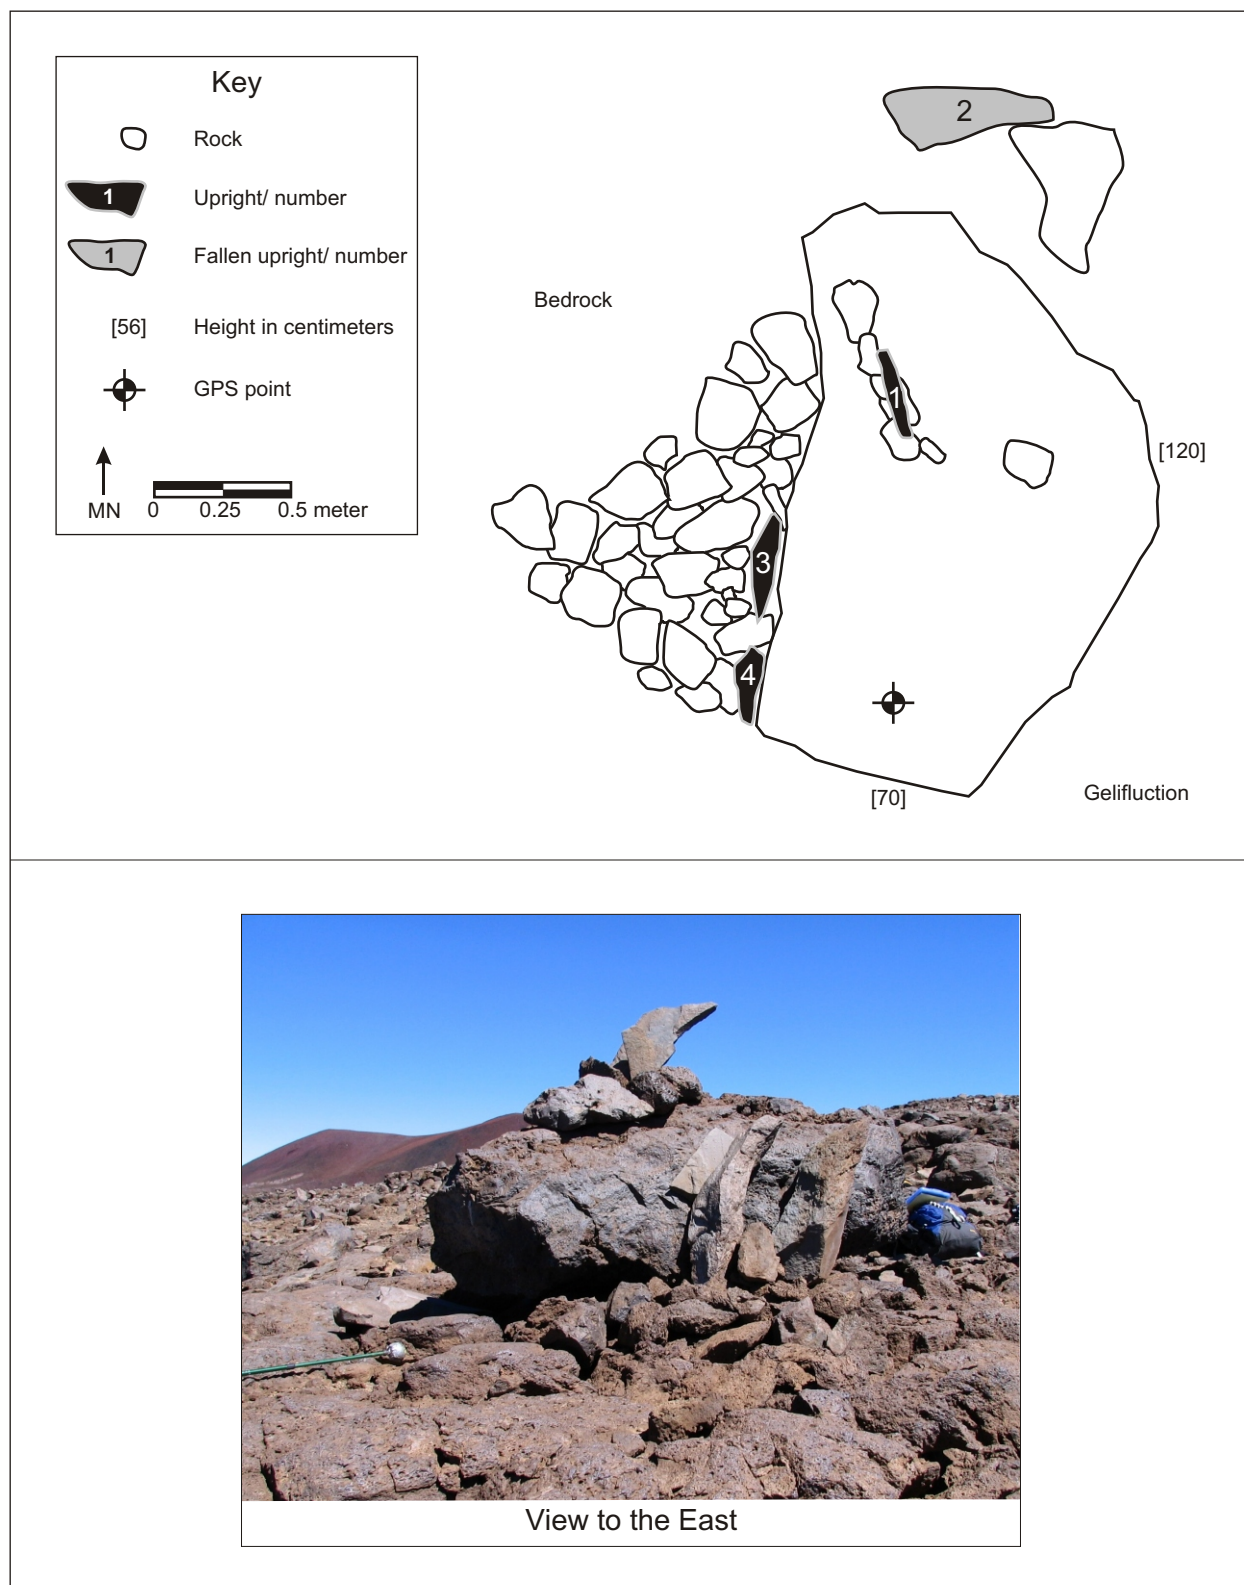 Key
Rock
1
Upright/ number
1
Fallen upright/ number
[56]
Height in centimeters
GPS point
MN
0 0.25 0.5 meter
2
Bedrock
1
[120]
3
4
[70]
Gelifluction
View to the East